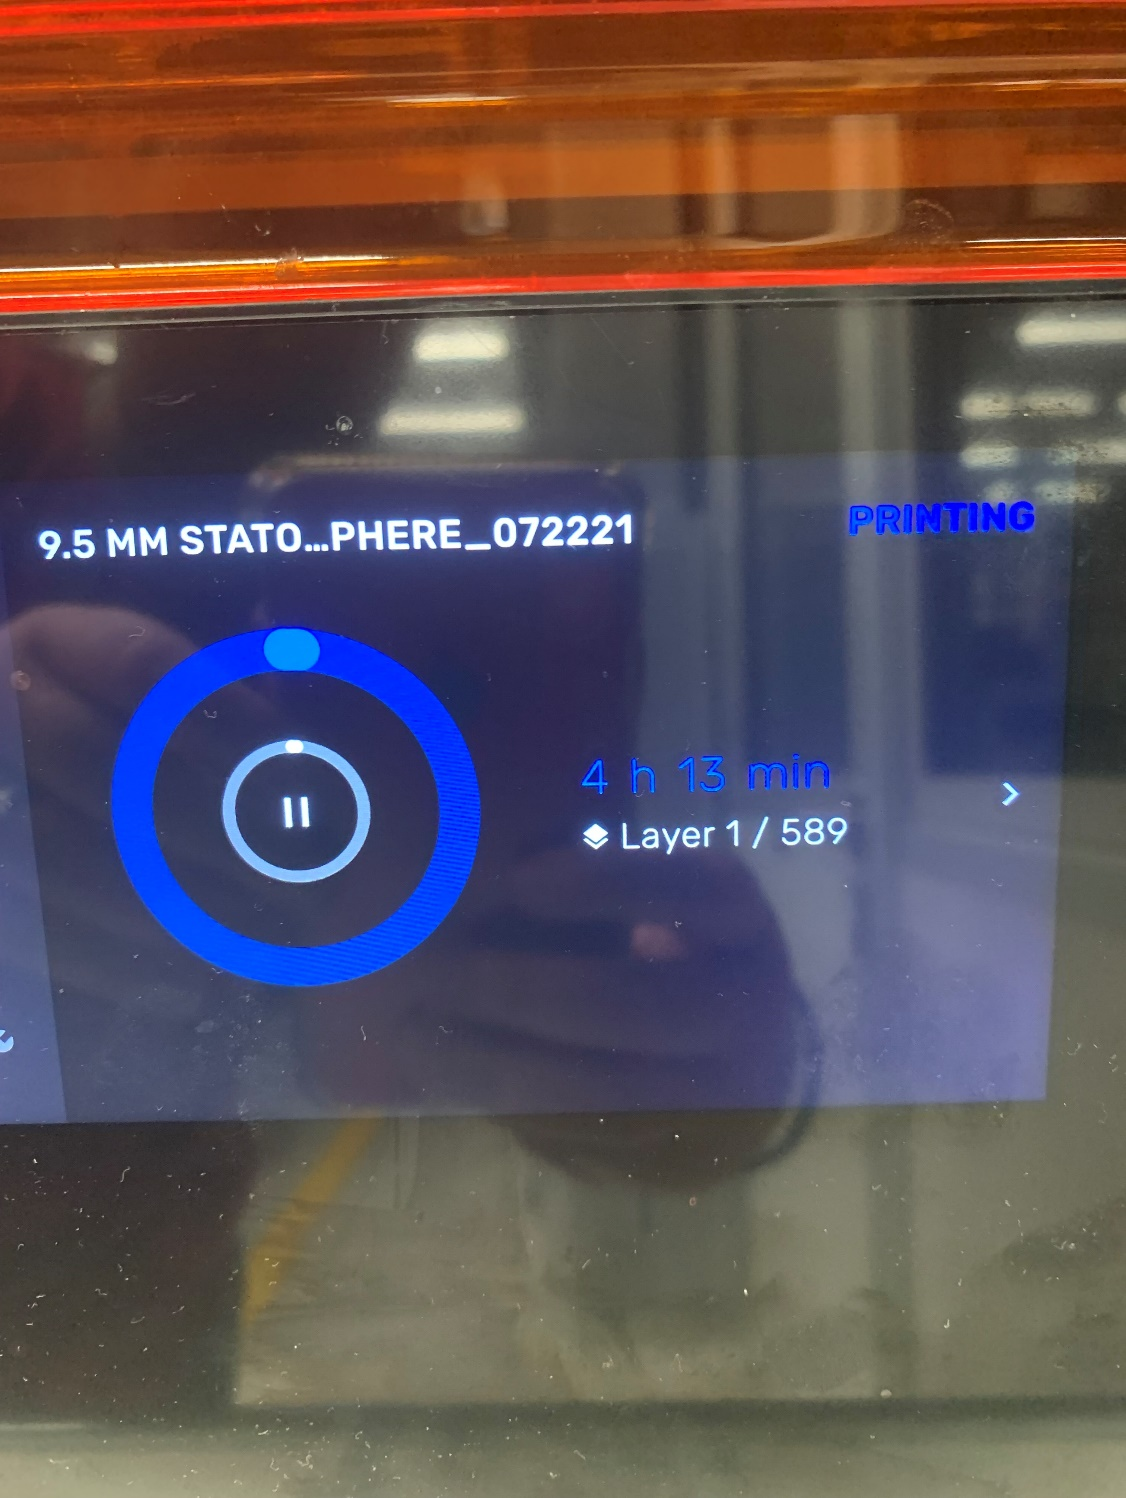 9.5 MM STATO...PHERE_072221
PRINTING
4 h 13 min
Layer 1 / 589